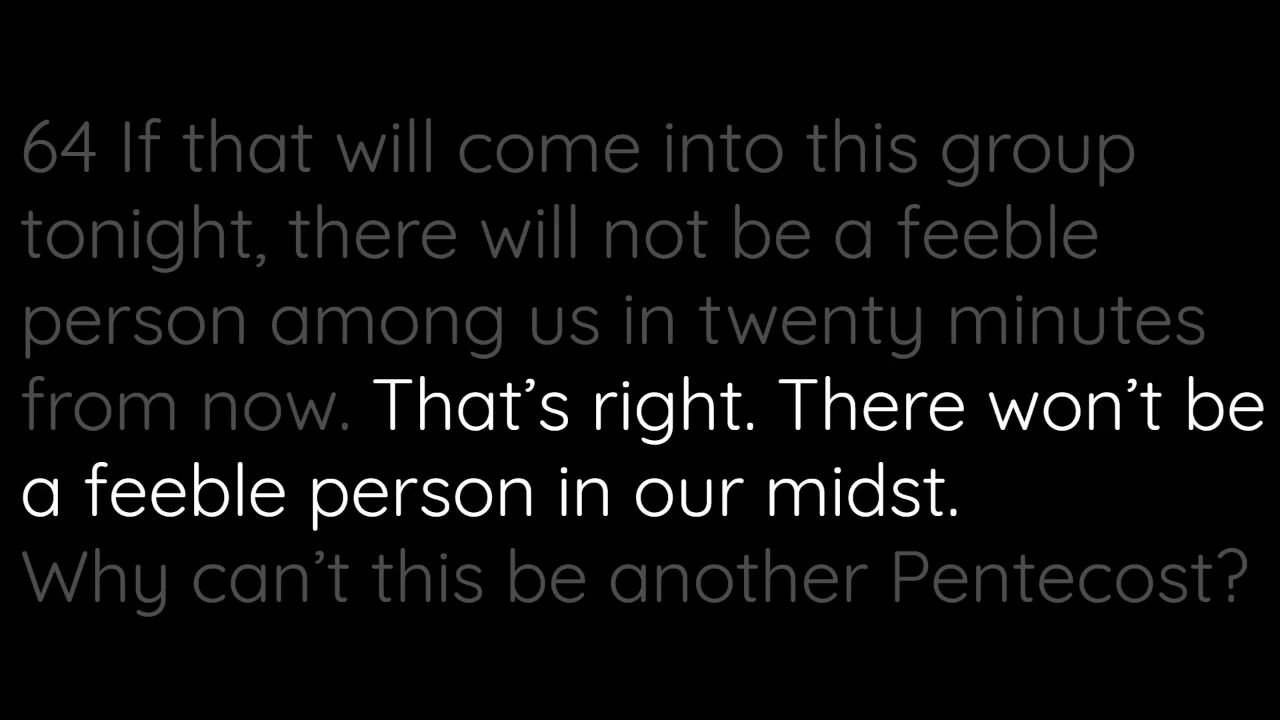 64 If that will come into this group
tonight, there will not be a feeble
person among us in twenty minutes
from now. That’s right. There won’t be
a feeble person in our midst.
Why can’t this be another Pentecost?